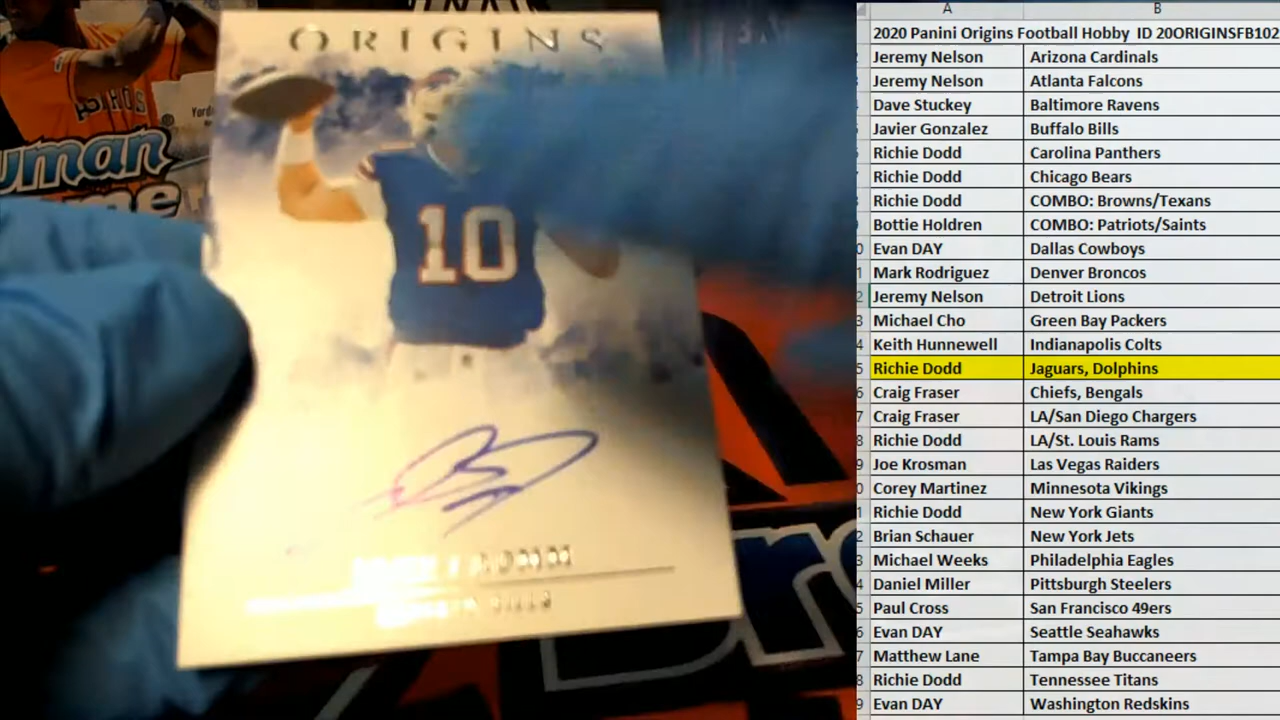 ORIGINS
10
ASTROS
uman
me
A B
2020 Panini Origins Football Hobby ID 20ORIGINSFB102
Jeremy Nelson Arizona Cardinals
Jeremy Nelson Atlanta Falcons
Dave Stuckey Baltimore Ravens
Javier Gonzalez Buffalo Bills
Richie Dodd Carolina Panthers
Richie Dodd Chicago Bears
Richie Dodd COMBO: Browns/Texans
Bottie Holdren COMBO: Patriots/Saints
Evan DAY Dallas Cowboys
Mark Rodriguez Denver Broncos
Jeremy Nelson Detroit Lions
Michael Cho Green Bay Packers
Keith Hunnewell Indianapolis Colts
Richie Dodd Jaguars, Dolphins
Craig Fraser Chiefs, Bengals
Craig Fraser LA/San Diego Chargers
Richie Dodd LA/St. Louis Rams
Joe Krosman Las Vegas Raiders
Corey Martinez Minnesota Vikings
Richie Dodd New York Giants
Brian Schauer New York Jets
Michael Weeks Philadelphia Eagles
Daniel Miller Pittsburgh Steelers
Paul Cross San Francisco 49ers
Evan DAY Seattle Seahawks
Matthew Lane Tampa Bay Buccaneers
Richie Dodd Tennessee Titans
Evan DAY Washington Redskins